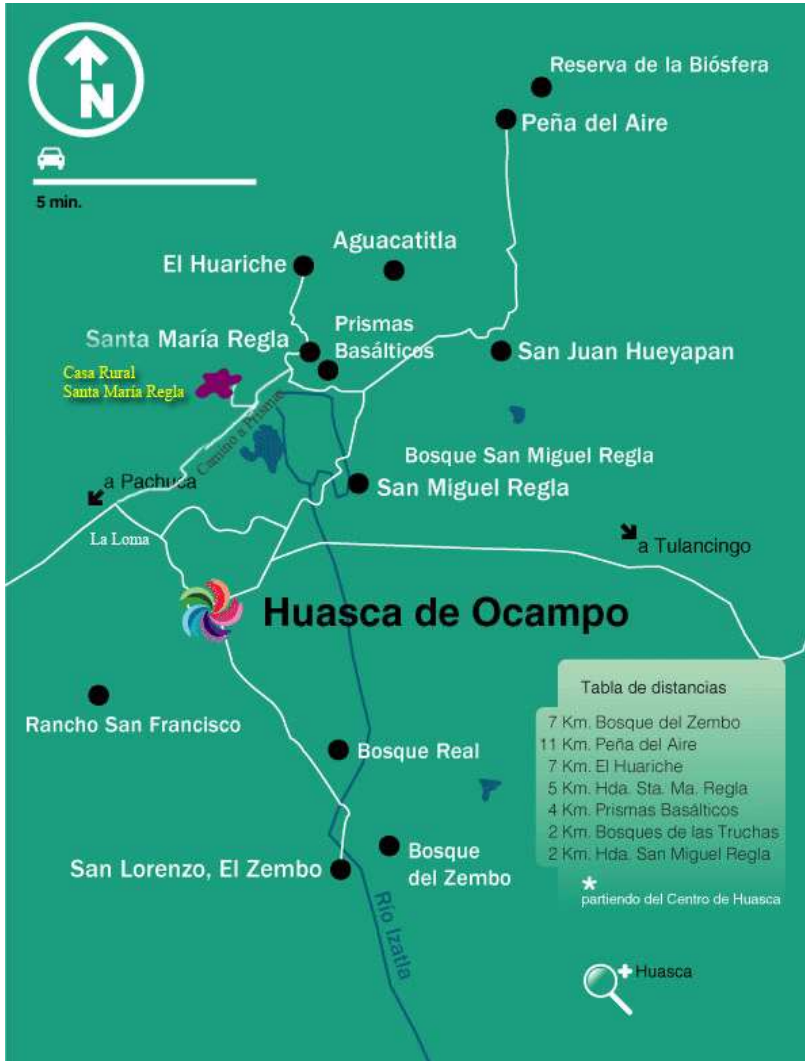 N
5 min.
Reserva de la Biósfera
Peña del Aire
Aguacatitla
El Huariche
Santa María Regla
Prismas
Basálticos
San Juan Hueyapan
Casa Rural
Santa María Regla
Camino a Prismas
Bosque San Miguel Regla
San Miguel Regla
a Pachuca
La Loma
a Tulancingo
Huasca de Ocampo
Rancho San Francisco
Bosque Real
San Lorenzo, El Zembo
Bosque
del Zembo
Río Izatla
Tabla de distancias
7 Km. Bosque del Zembo
11 Km. Peña del Aire
7 Km. El Huariche
5 Km. Hda. Sta. Ma. Regla
4 Km. Prismas Basálticos
2 Km. Bosques de las Truchas
2 Km. Hda. San Miguel Regla
*
partiendo del Centro de Huasca
+Huasca